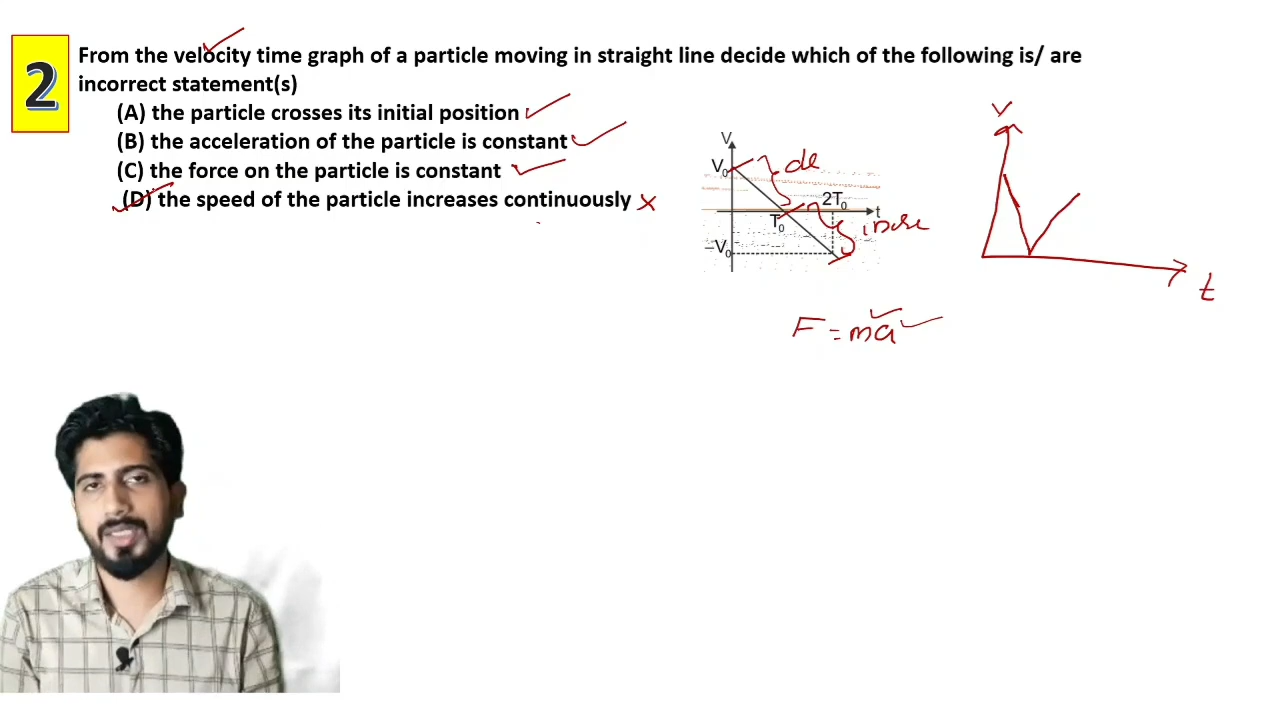 2
From the velocity time graph of a particle moving in straight line decide which of the following is/ are
incorrect statement(s)
(A) the particle crosses its initial position
(B) the acceleration of the particle is constant
(C) the force on the particle is constant
(D) the speed of the particle increases continuously
V
V₀
de
2T₀
t
T₀
incre
–V₀
V
t
F = ma